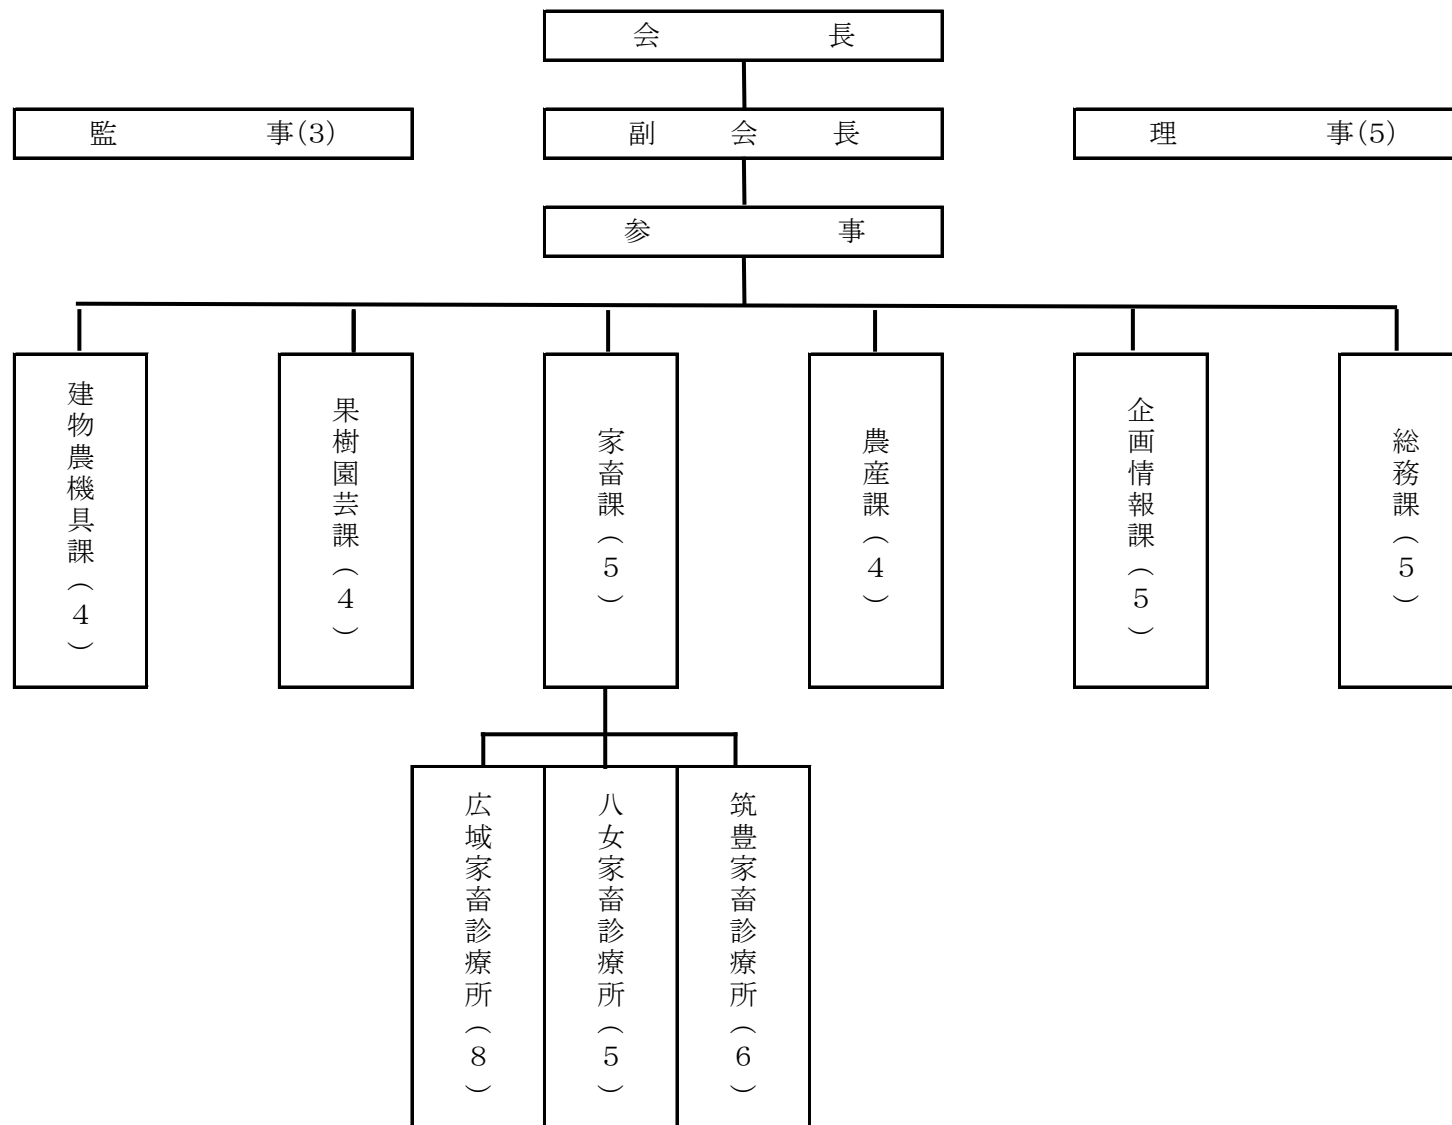 会長
監事(3)
副会長
理事(5)
参事
建物農機具課(4)
果樹園芸課(4)
家畜課(5)
農産課(4)
企画情報課(5)
総務課(5)
広域家畜診療所(8)
八女家畜診療所(5)
筑豊家畜診療所(6)